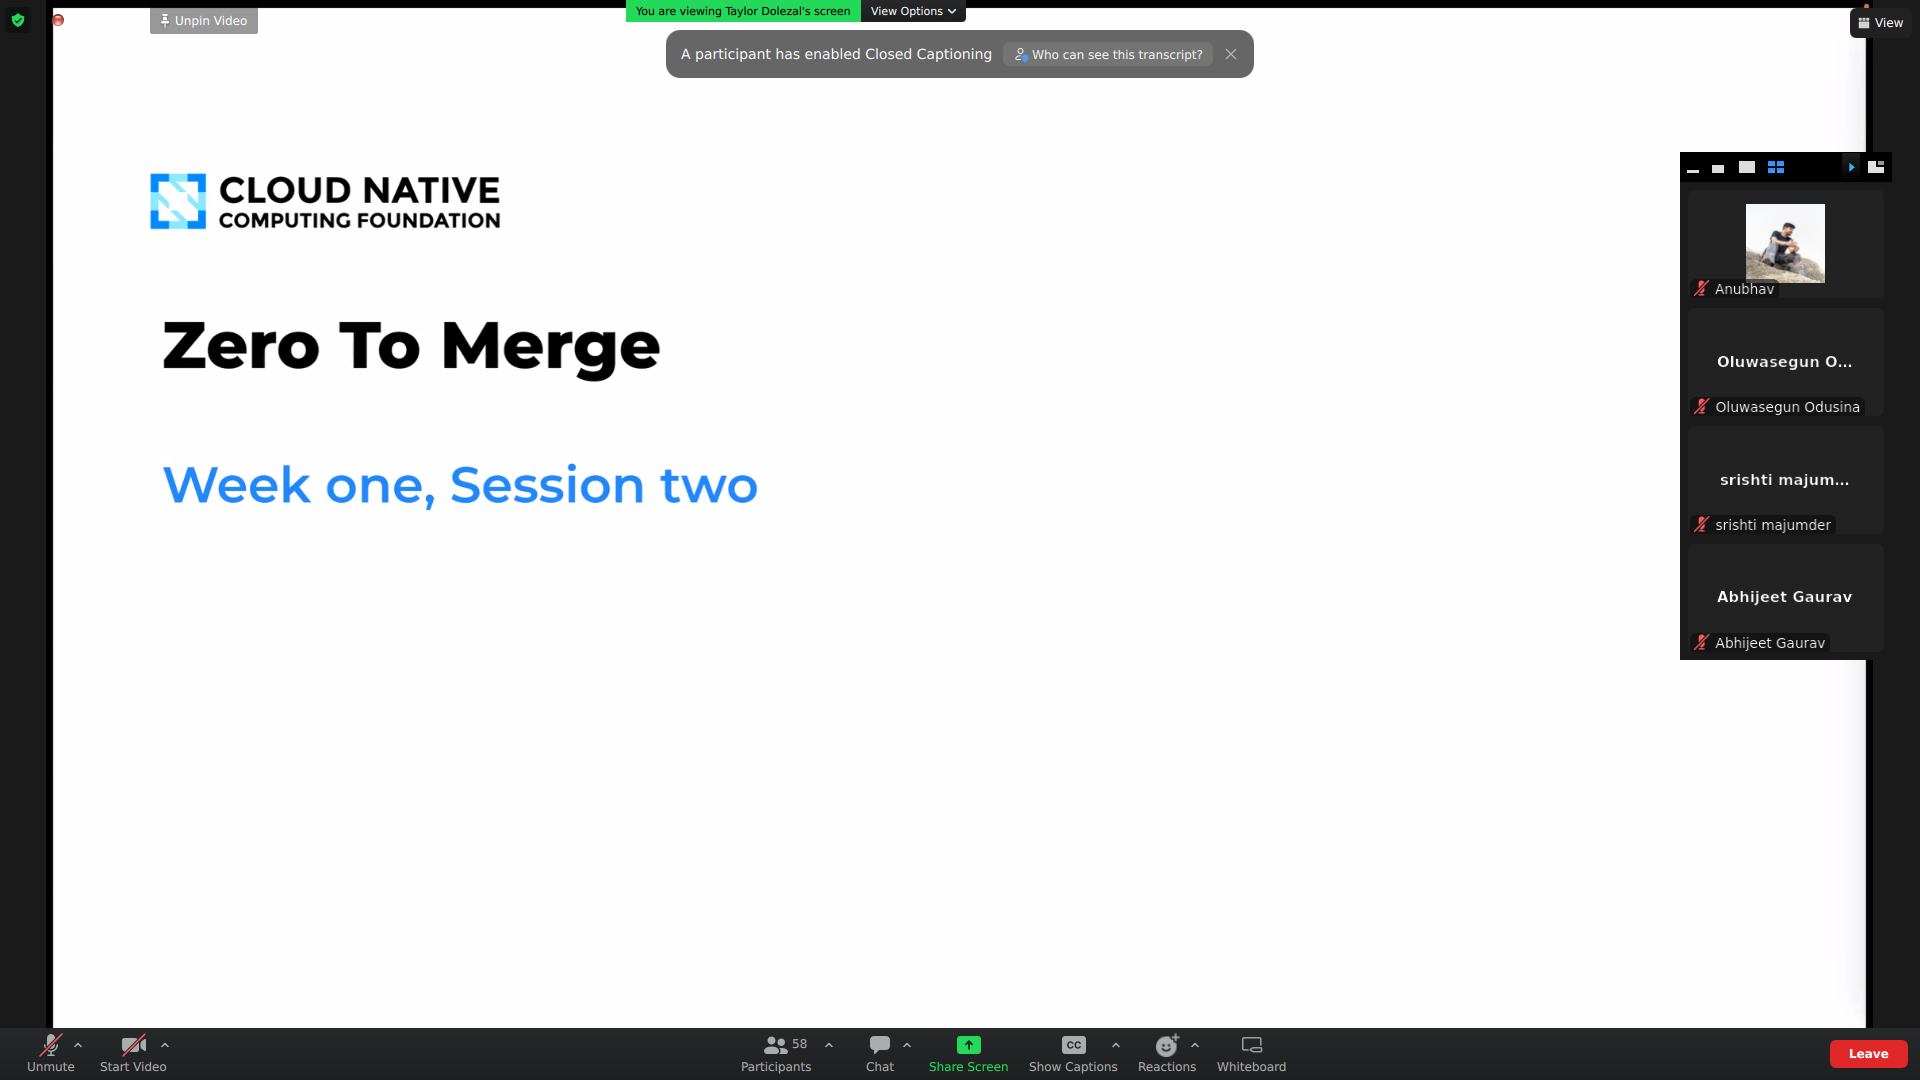 Unpin Video
You are viewing Taylor Dolezal's screen
View Options
View
A participant has enabled Closed Captioning
Who can see this transcript?
CLOUD NATIVE
COMPUTING FOUNDATION
Zero To Merge
Week one, Session two
Anubhav
Oluwasegun O...
Oluwasegun Odusina
srishti majum...
srishti majumder
Abhijeet Gaurav
Abhijeet Gaurav
Unmute
Start Video
58
Participants
Chat
Share Screen
CC
Show Captions
Reactions
Whiteboard
Leave